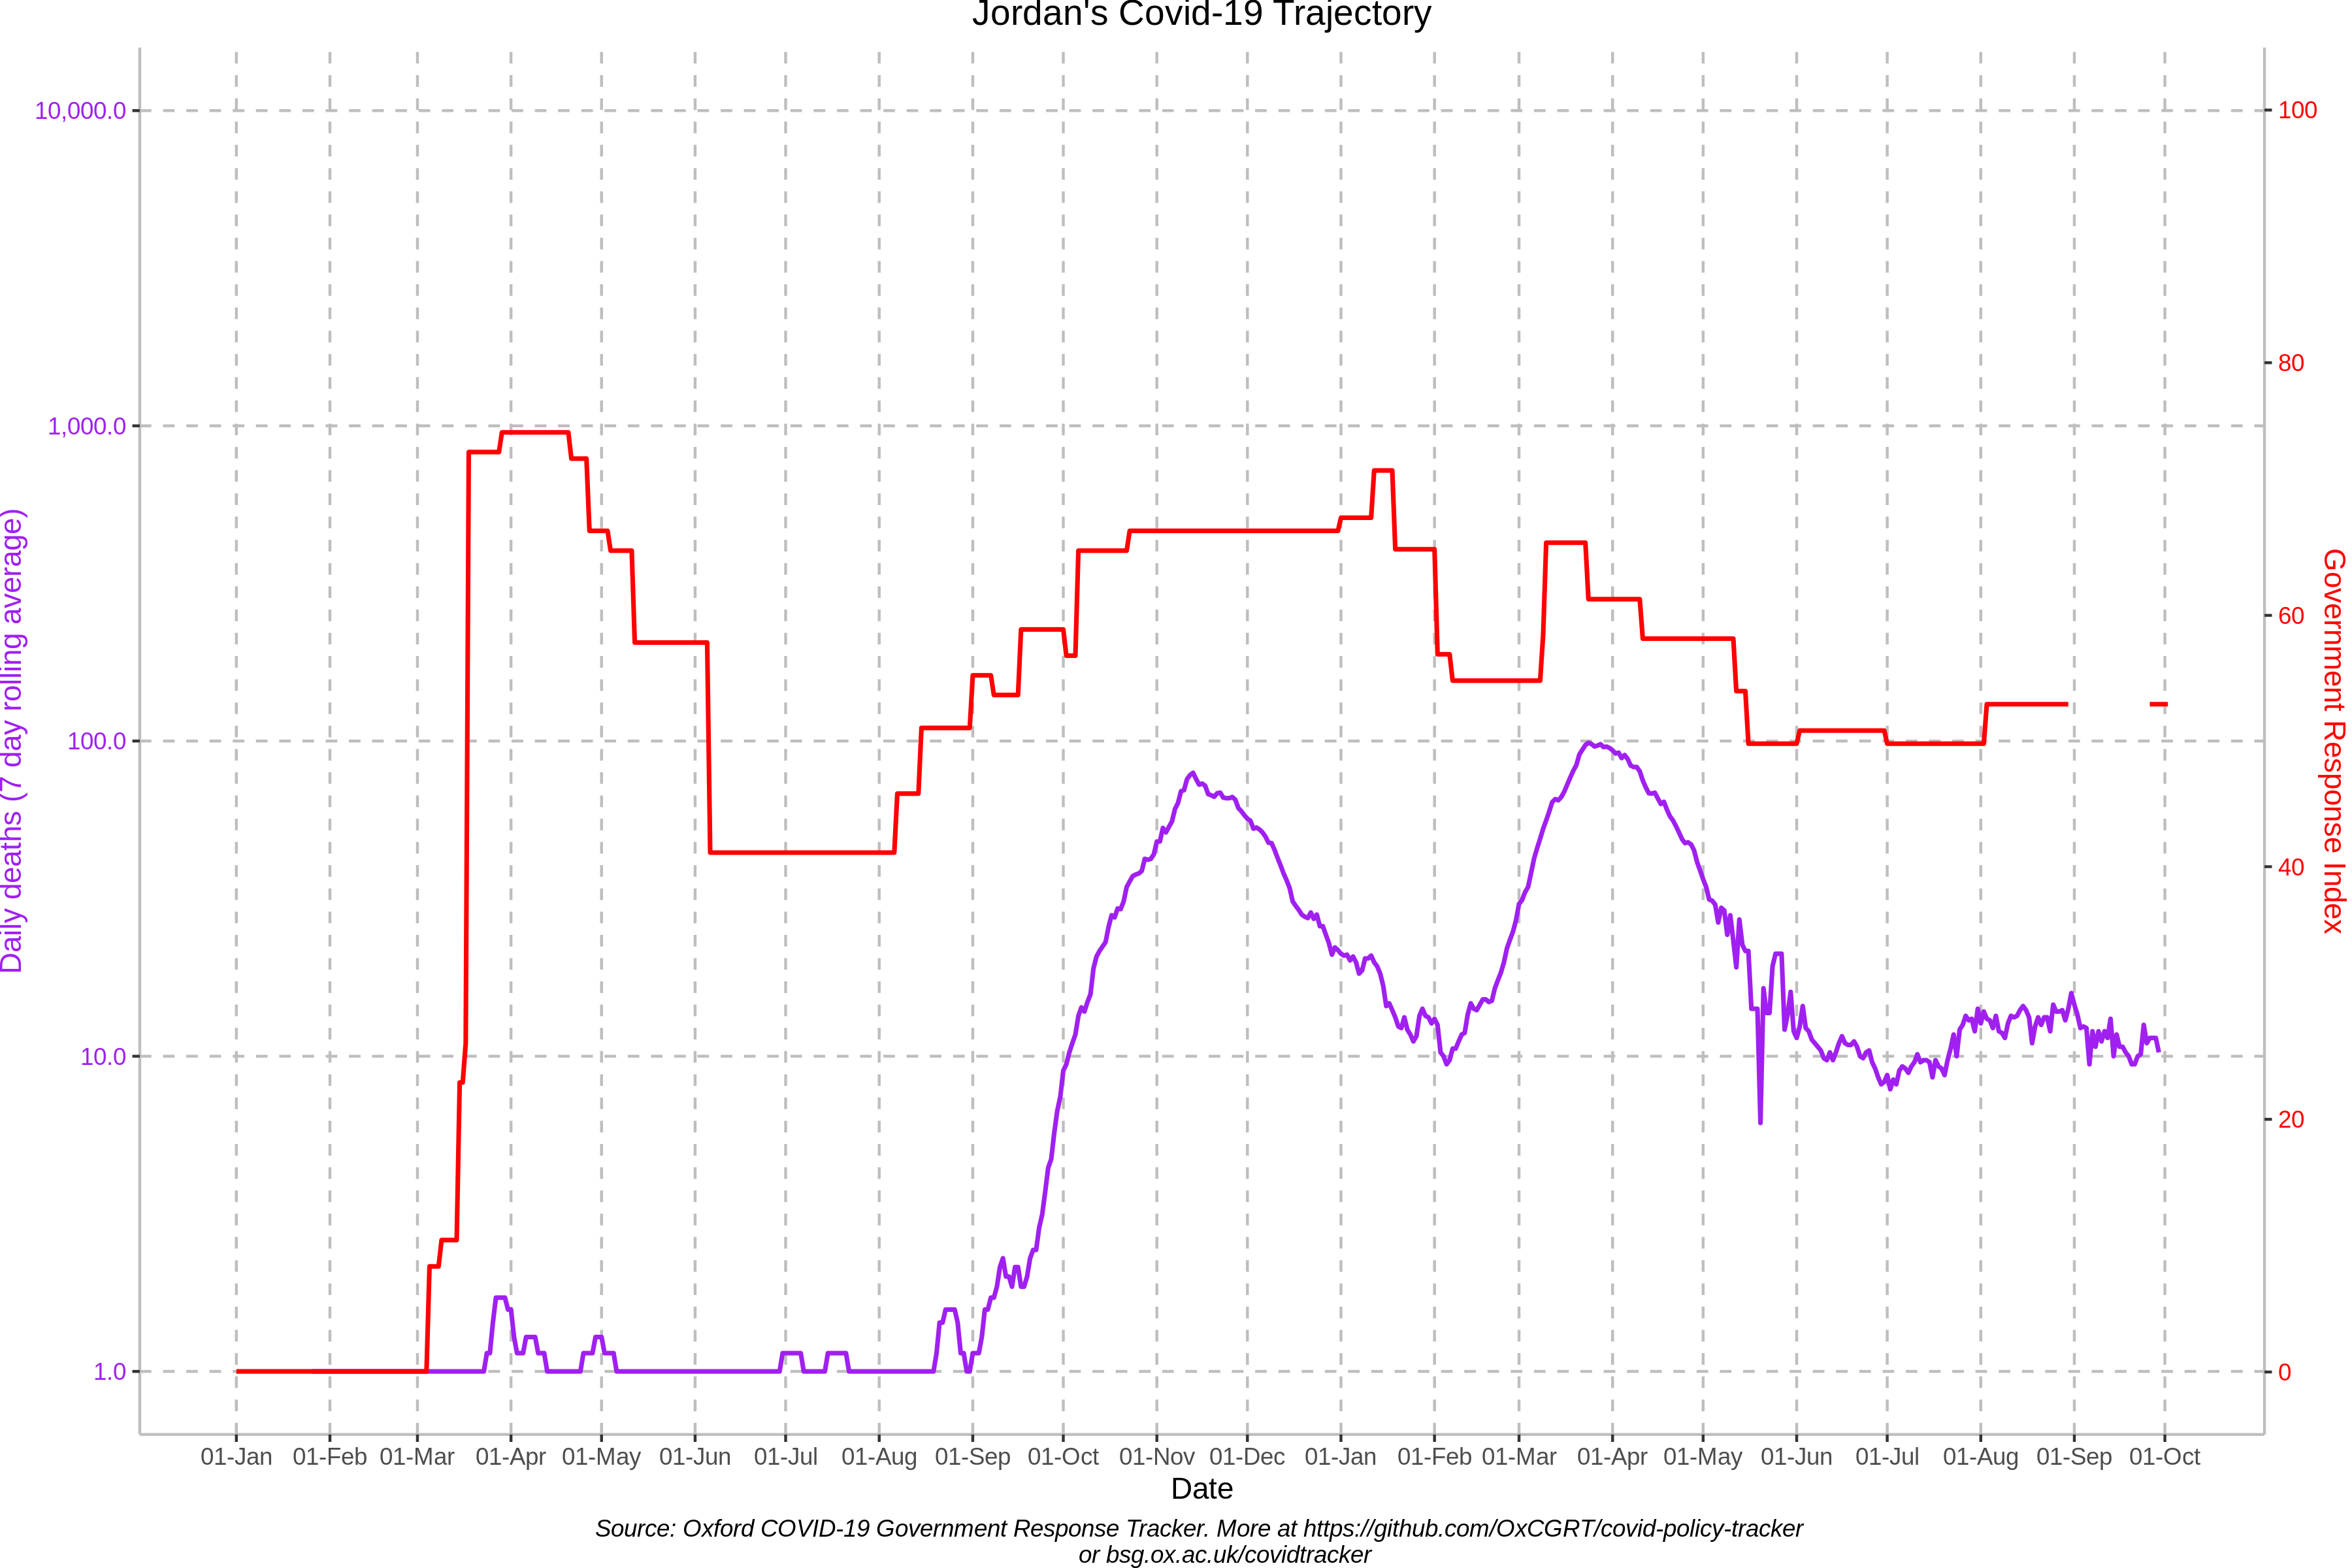 Jordan's Covid-19 Trajectory
10,000.0
1,000.0
100.0
10.0
1.0
Daily deaths (7 day rolling average)
100
80
60
40
20
0
Government Response Index
01-Jan 01-Feb 01-Mar 01-Apr 01-May 01-Jun 01-Jul 01-Aug 01-Sep 01-Oct 01-Nov 01-Dec 01-Jan 01-Feb 01-Mar 01-Apr 01-May 01-Jun 01-Jul 01-Aug 01-Sep 01-Oct
Date
Source: Oxford COVID-19 Government Response Tracker. More at https://github.com/OxCGRT/covid-policy-tracker
or bsg.ox.ac.uk/covidtracker